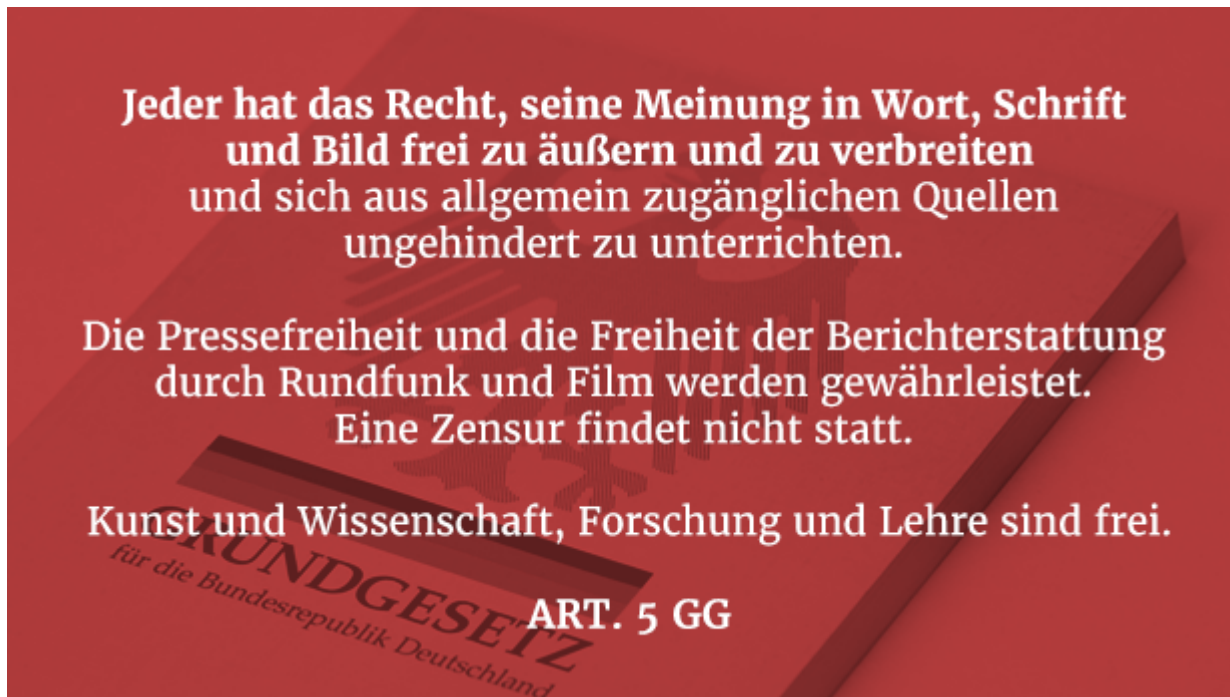 Jeder hat das Recht, seine Meinung in Wort, Schrift
und Bild frei zu äußern und zu verbreiten
und sich aus allgemein zugänglichen Quellen
ungehindert zu unterrichten.
Die Pressefreiheit und die Freiheit der Berichterstattung
durch Rundfunk und Film werden gewährleistet.
Eine Zensur findet nicht statt.
Kunst und Wissenschaft, Forschung und Lehre sind frei.
GRUNDGESETZ
für die Bundesrepublik Deutschland
ART. 5 GG